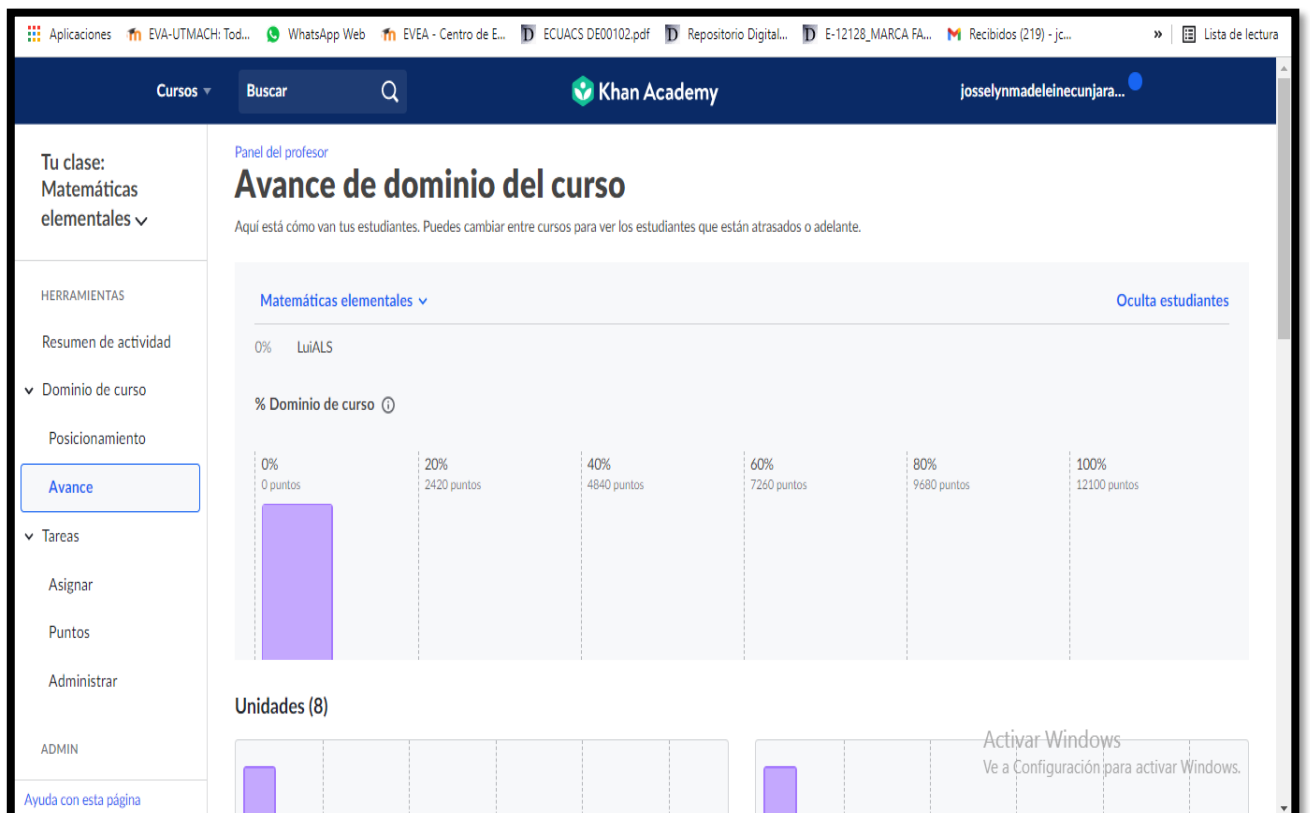 Aplicaciones EVA-UTMACH: Tod... WhatsApp Web EVEA - Centro de E... ECUACS DE00102.pdf Repositorio Digital... E-12128_MARCA FA... Recibidos (219) - jc... » Lista de lectura
Cursos Buscar Khan Academy josselynmadeleinecunjara...
Tu clase:
Matemáticas
elementales
HERRAMIENTAS
Resumen de actividad
Dominio de curso
Posicionamiento
Avance
Tareas
Asignar
Puntos
Administrar
ADMIN
Ayuda con esta página
Panel del profesor
Avance de dominio del curso
Aquí está cómo van tus estudiantes. Puedes cambiar entre cursos para ver los estudiantes que están atrasados o adelante.
Matemáticas elementales Oculta estudiantes
0% LuiALS
% Dominio de curso
0% 20% 40% 60% 80% 100%
0 puntos 2420 puntos 4840 puntos 7260 puntos 9680 puntos 12100 puntos
Unidades (8)
Activar Windows
Ve a Configuración para activar Windows.